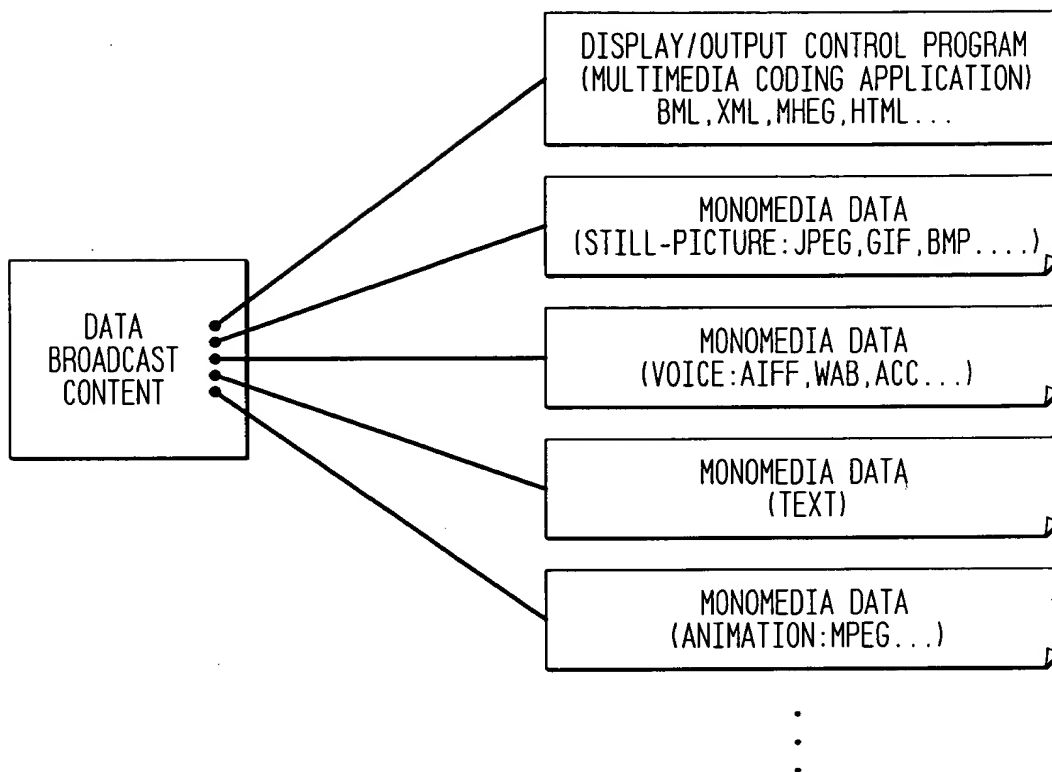 DISPLAY/OUTPUT CONTROL PROGRAM
(MULTIMEDIA CODING APPLICATION)
BML,XML,MHEG,HTML...
MONOMEDIA DATA
(STILL-PICTURE:JPEG,GIF,BMP....)
DATA
BROADCAST
CONTENT
MONOMEDIA DATA
(VOICE:AIFF,WAB,ACC...)
MONOMEDIA DATA
(TEXT)
MONOMEDIA DATA
(ANIMATION:MPEG...)